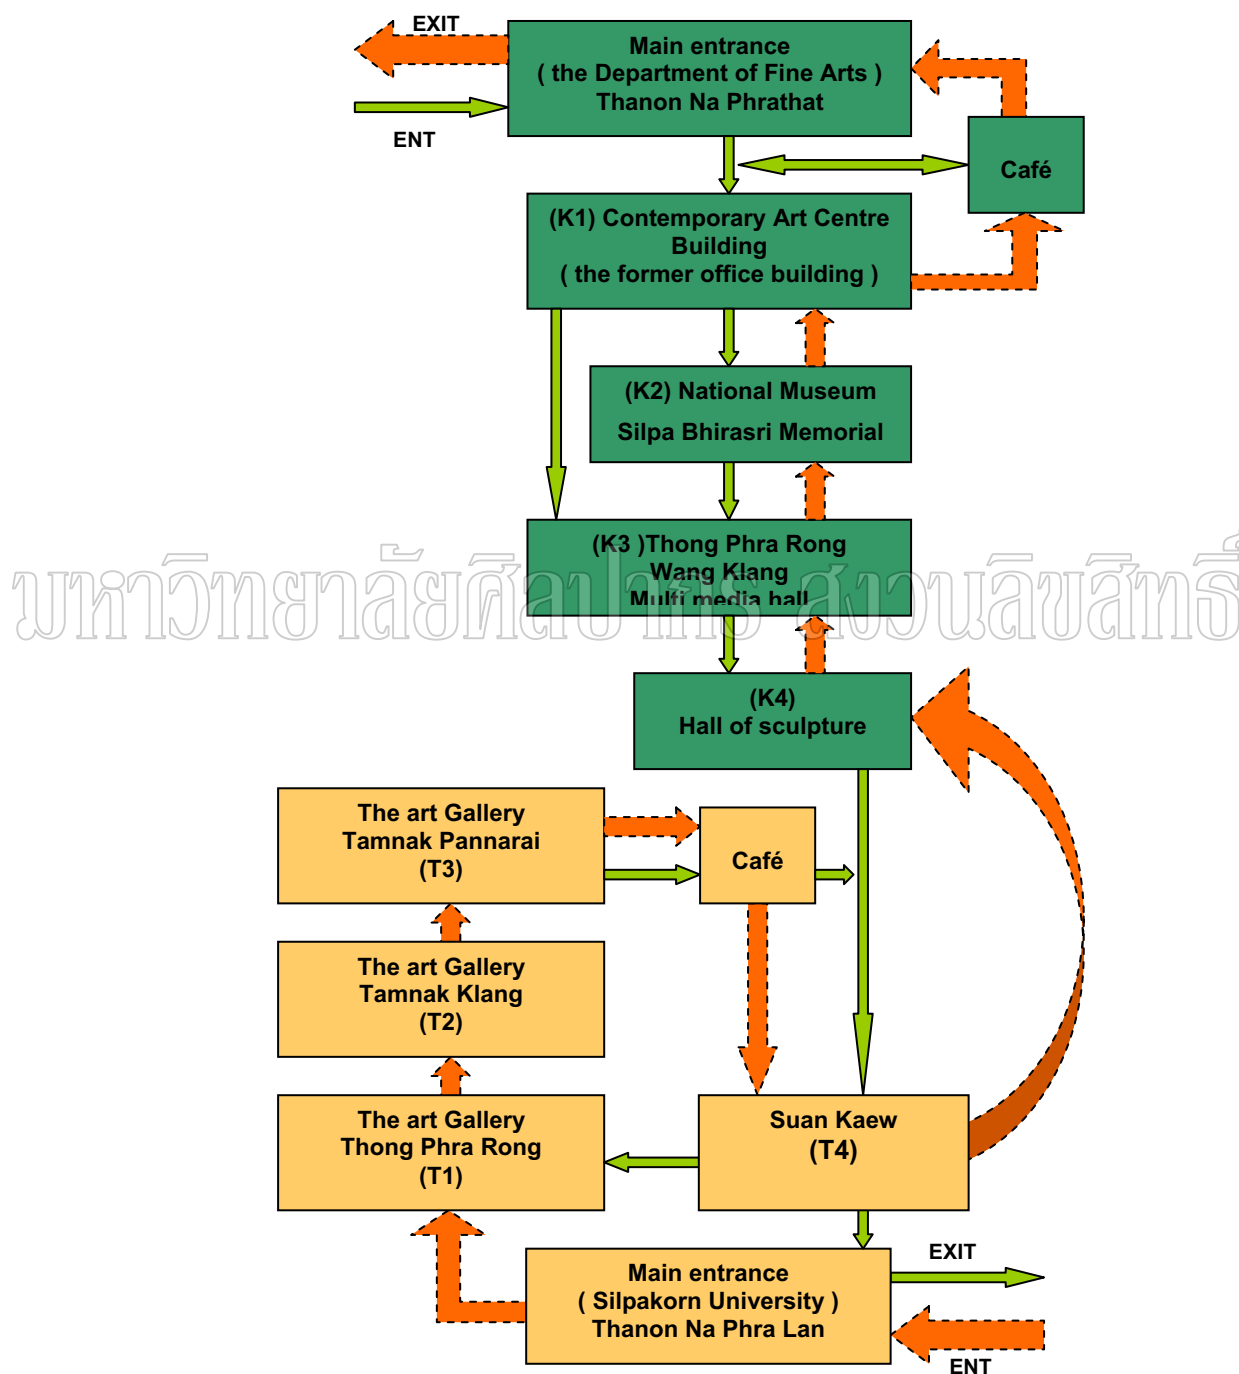 EXIT
Main entrance
( the Department of Fine Arts )
Thanon Na Phrathat
ENT
Café
(K1) Contemporary Art Centre
Building
( the former office building )
(K2) National Museum
Silpa Bhirasri Memorial
(K3 )Thong Phra Rong
Wang Klang
Multi media hall
มหาวิทยาลัยศิลปากร สงวนลิขสิทธิ์
(K4)
Hall of sculpture
The art Gallery
Tamnak Pannarai
(T3)
Café
The art Gallery
Tamnak Klang
(T2)
The art Gallery
Thong Phra Rong
(T1)
Suan Kaew
(T4)
EXIT
Main entrance
( Silpakorn University )
Thanon Na Phra Lan
ENT